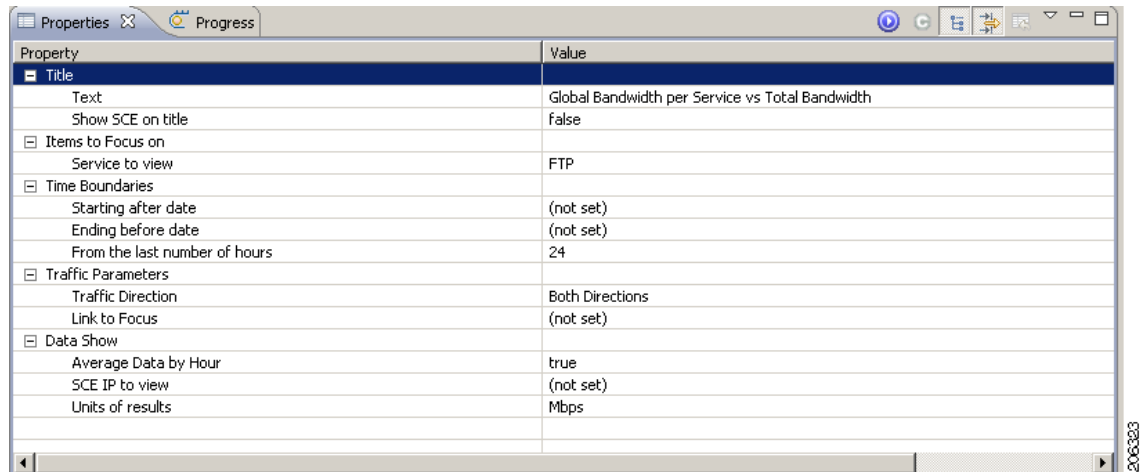 Properties Progress
Property Value
Title
Text Global Bandwidth per Service vs Total Bandwidth
Show SCE on title false
Items to Focus on
Service to view FTP
Time Boundaries
Starting after date (not set)
Ending before date (not set)
From the last number of hours 24
Traffic Parameters
Traffic Direction Both Directions
Link to Focus (not set)
Data Show
Average Data by Hour true
SCE IP to view (not set)
Units of results Mbps
206323